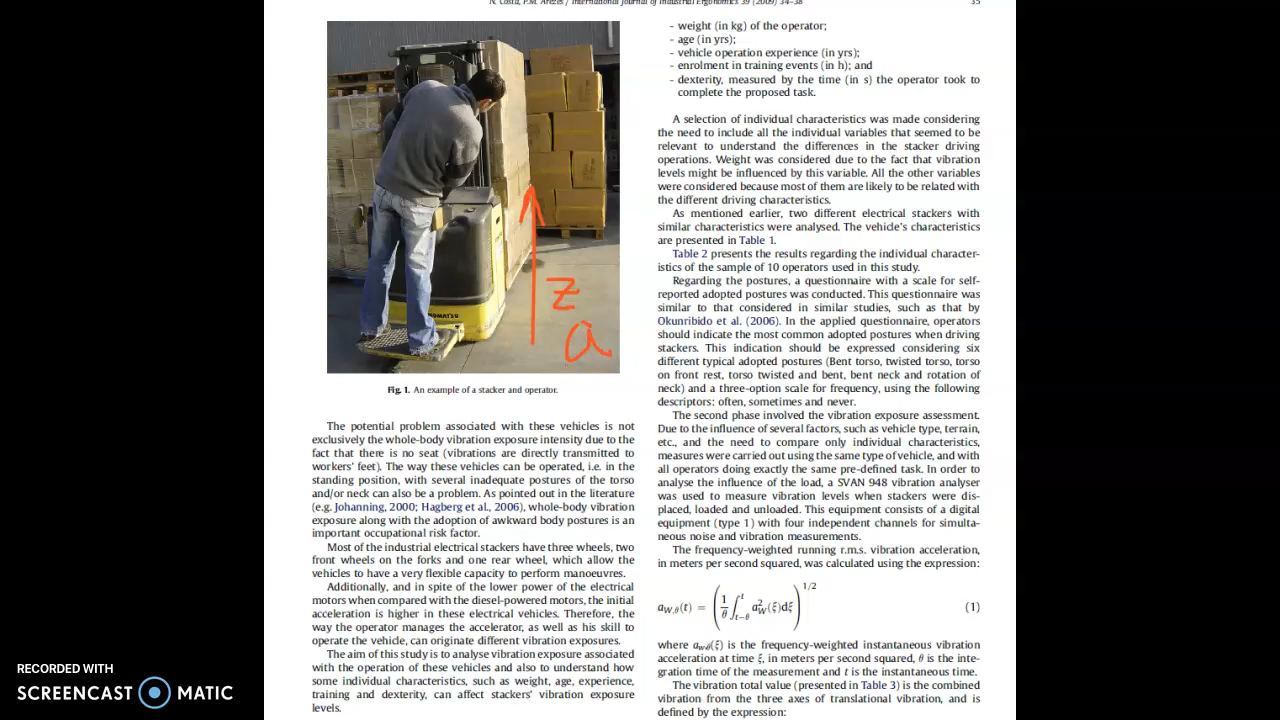 N. Costa, P.M. Arezes / International Journal of Industrial Ergonomics 39 (2009) 34–38
35
KOMATSU
z
a
Fig. 1. An example of a stacker and operator.
The potential problem associated with these vehicles is not
exclusively the whole-body vibration exposure intensity due to the
fact that there is no seat (vibrations are directly transmitted to
workers' feet). The way these vehicles can be operated, i.e. in the
standing position, with several inadequate postures of the torso
and/or neck can also be a problem. As pointed out in the literature
(e.g. Johanning, 2000; Hagberg et al., 2006), whole-body vibration
exposure along with the adoption of awkward body postures is an
important occupational risk factor.
Most of the industrial electrical stackers have three wheels, two
front wheels on the forks and one rear wheel, which allow the
vehicles to have a very flexible capacity to perform manoeuvres.
Additionally, and in spite of the lower power of the electrical
motors when compared with the diesel-powered motors, the initial
acceleration is higher in these electrical vehicles. Therefore, the
way the operator manages the accelerator, as well as his skill to
operate the vehicle, can originate different vibration exposures.
The aim of this study is to analyse vibration exposure associated
with the operation of these vehicles and also to understand how
some individual characteristics, such as weight, age, experience,
training and dexterity, can affect stackers' vibration exposure
levels.
- weight (in kg) of the operator;
- age (in yrs);
- vehicle operation experience (in yrs);
- enrolment in training events (in h); and
- dexterity, measured by the time (in s) the operator took to
complete the proposed task.
A selection of individual characteristics was made considering
the need to include all the individual variables that seemed to be
relevant to understand the differences in the stacker driving
operations. Weight was considered due to the fact that vibration
levels might be influenced by this variable. All the other variables
were considered because most of them are likely to be related with
the different driving characteristics.
As mentioned earlier, two different electrical stackers with
similar characteristics were analysed. The vehicle's characteristics
are presented in Table 1.
Table 2 presents the results regarding the individual character-
istics of the sample of 10 operators used in this study.
Regarding the postures, a questionnaire with a scale for self-
reported adopted postures was conducted. This questionnaire was
similar to that considered in similar studies, such as that by
Okunribido et al. (2006). In the applied questionnaire, operators
should indicate the most common adopted postures when driving
stackers. This indication should be expressed considering six
different typical adopted postures (Bent torso, twisted torso, torso
on front rest, torso twisted and bent, bent neck and rotation of
neck) and a three-option scale for frequency, using the following
descriptors: often, sometimes and never.
The second phase involved the vibration exposure assessment.
Due to the influence of several factors, such as vehicle type, terrain,
etc., and the need to compare only individual characteristics,
measures were carried out using the same type of vehicle, and with
all operators doing exactly the same pre-defined task. In order to
analyse the influence of the load, a SVAN 948 vibration analyser
was used to measure vibration levels when stackers were dis-
placed, loaded and unloaded. This equipment consists of a digital
equipment (type 1) with four independent channels for simulta-
neous noise and vibration measurements.
The frequency-weighted running r.m.s. vibration acceleration,
in meters per second squared, was calculated using the expression:
a_{W,θ}(t) = (1/θ ∫_{t−θ}^{t} a²_W(ξ)dξ)^{1/2} (1)
where a_{wθ}(ξ) is the frequency-weighted instantaneous vibration
acceleration at time ξ, in meters per second squared, θ is the inte-
gration time of the measurement and t is the instantaneous time.
The vibration total value (presented in Table 3) is the combined
vibration from the three axes of translational vibration, and is
defined by the expression:
RECORDED WITH
SCREENCAST MATIC